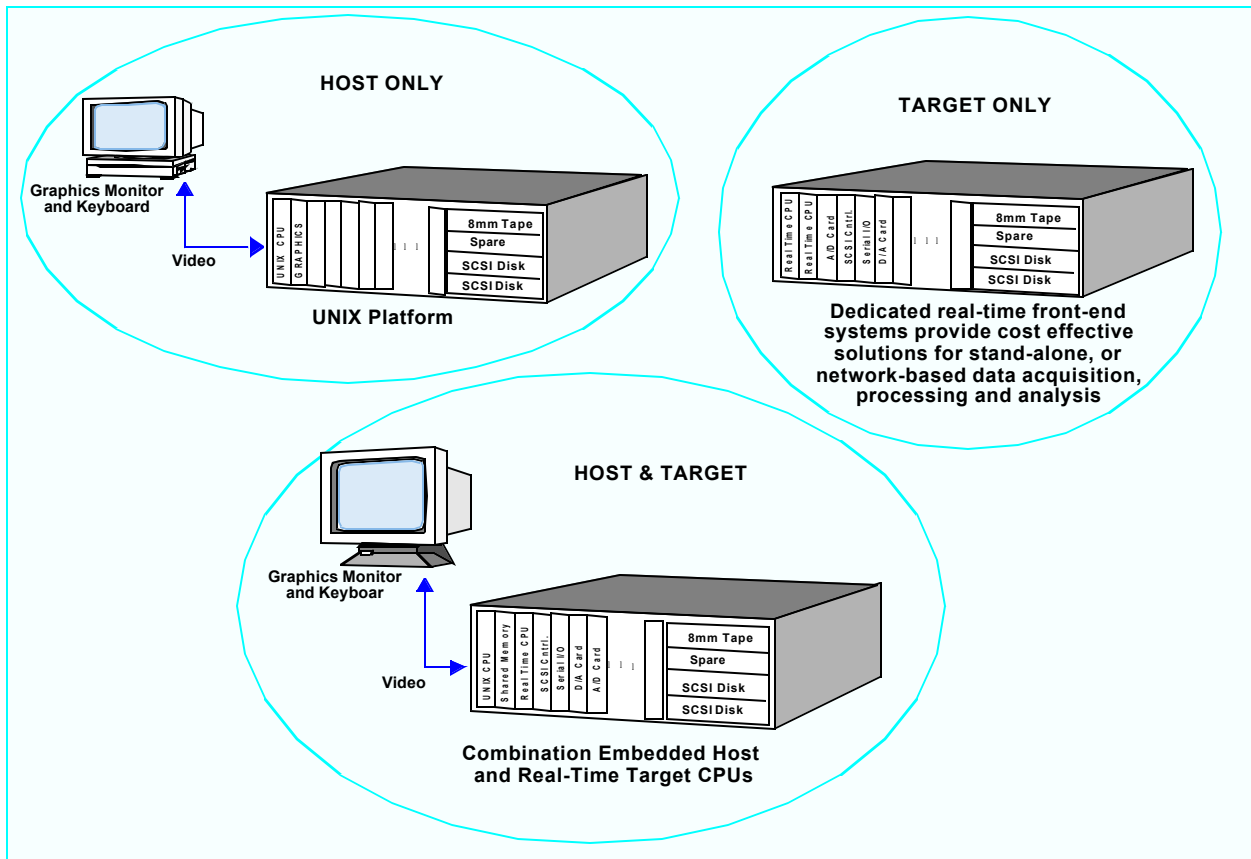 HOST ONLY
Graphics Monitor
and Keyboard
Video
UNIX CPU
GRAPHICS
8mm Tape
Spare
SCSI Disk
SCSI Disk
UNIX Platform
TARGET ONLY
Real Time CPU
Real Time CPU
A/D Card
SCSI Cntrl.
Serial I/O
D/A Card
8mm Tape
Spare
SCSI Disk
SCSI Disk
Dedicated real-time front-end
systems provide cost effective
solutions for stand-alone, or
network-based data acquisition,
processing and analysis
HOST & TARGET
Graphics Monitor
and Keyboar
Video
UNIX CPU
Shared Memory
Real Time CPU
SCSI Cntrl.
Serial I/O
D/A Card
A/D Card
8mm Tape
Spare
SCSI Disk
SCSI Disk
Combination Embedded Host
and Real-Time Target CPUs